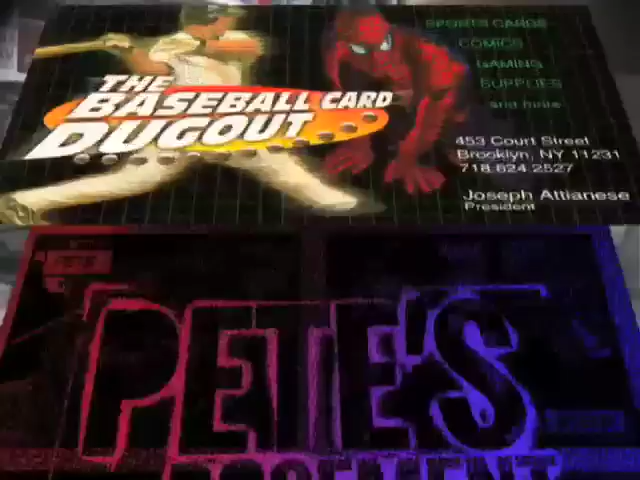 THE
BASEBALL CARD
DUGOUT
SPORTS CARDS
COMICS
GAMING
SUPPLIES
and more
453 Court Street
Brooklyn, NY 11231
718.624.2527
Joseph Attianese
President
PETE'S
BASEMENT